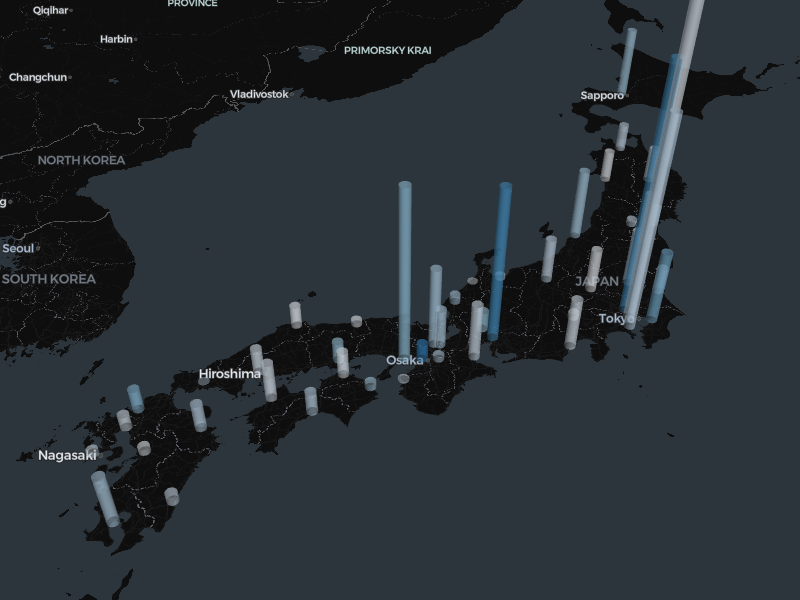 PROVINCE
Qiqihar
Harbin
PRIMORSKY KRAI
Changchun
Vladivostok
Sapporo
NORTH KOREA
g
Seoul
SOUTH KOREA
JAPAN
Tokyo
Osaka
Hiroshima
Nagasaki